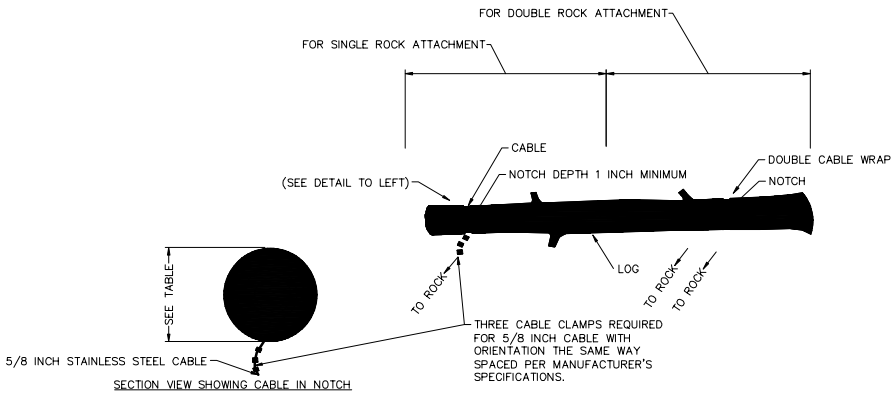 FOR DOUBLE ROCK ATTACHMENT
FOR SINGLE ROCK ATTACHMENT
CABLE
DOUBLE CABLE WRAP
(SEE DETAIL TO LEFT)
NOTCH DEPTH 1 INCH MINIMUM
NOTCH
LOG
TO ROCK
TO ROCK
TO ROCK
SEE TABLE
THREE CABLE CLAMPS REQUIRED
FOR 5/8 INCH CABLE WITH
ORIENTATION THE SAME WAY
SPACED PER MANUFACTURER'S
SPECIFICATIONS.
5/8 INCH STAINLESS STEEL CABLE
SECTION VIEW SHOWING CABLE IN NOTCH